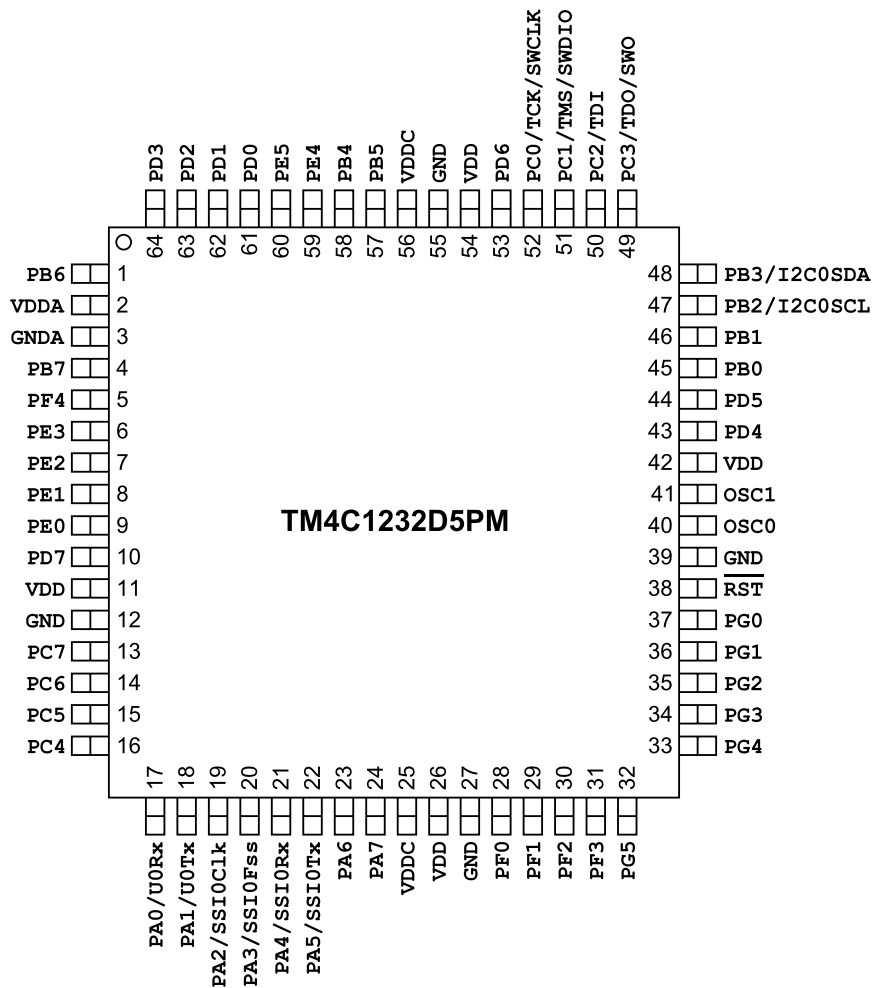 PD3 PD2 PD1 PD0 PE5 PE4 PB4 PB5 VDDC GND VDD PD6 PC0/TCK/SWCLK PC1/TMS/SWDIO PC2/TDI PC3/TDO/SWO
64 63 62 61 60 59 58 57 56 55 54 53 52 51 50 49
PB6 1 48 PB3/I2C0SDA
VDDA 2 47 PB2/I2C0SCL
GNDA 3 46 PB1
PB7 4 45 PB0
PF4 5 44 PD5
PE3 6 43 PD4
PE2 7 42 VDD
PE1 8 41 OSC1
TM4C1232D5PM
PE0 9 40 OSC0
PD7 10 39 GND
VDD 11 38 RST
GND 12 37 PG0
PC7 13 36 PG1
PC6 14 35 PG2
PC5 15 34 PG3
PC4 16 33 PG4
17 18 19 20 21 22 23 24 25 26 27 28 29 30 31 32
PA0/U0Rx PA1/U0Tx PA2/SSI0Clk PA3/SSI0Fss PA4/SSI0Rx PA5/SSI0Tx PA6 PA7 VDDC VDD GND PF0 PF1 PF2 PF3 PG5